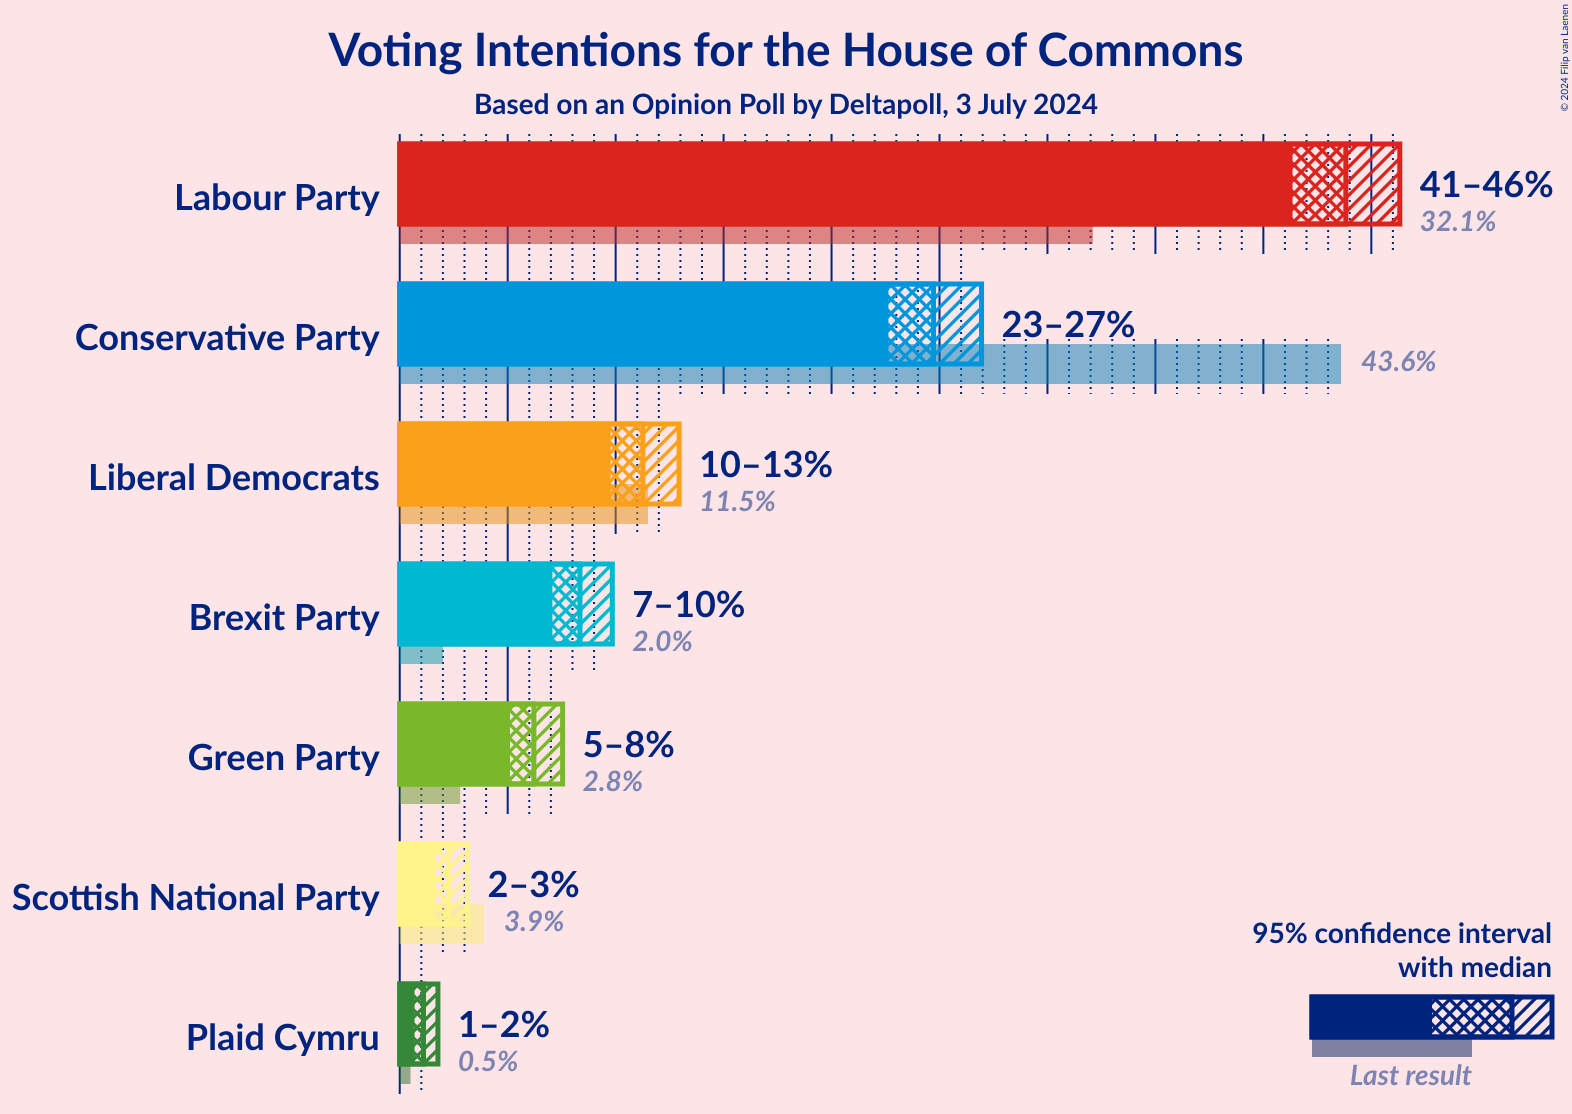 Voting Intentions for the House of Commons
Based on an Opinion Poll by Deltapoll, 3 July 2024
© 2024 Filip van Laenen
Labour Party
41–46%
32.1%
Conservative Party
23–27%
43.6%
Liberal Democrats
10–13%
11.5%
Brexit Party
7–10%
2.0%
Green Party
5–8%
2.8%
Scottish National Party
2–3%
3.9%
Plaid Cymru
1–2%
0.5%
95% confidence interval
with median
Last result